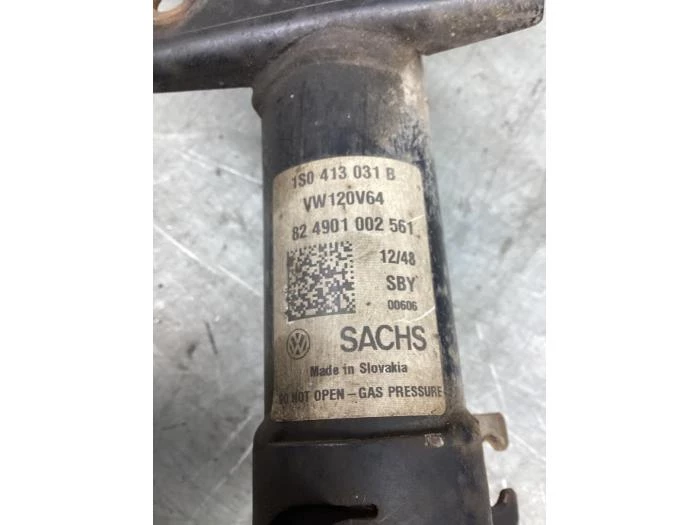 1S0 413 031 B
VW120V64
82 4901 002 561
12/48
SBY
00606
SACHS
Made in Slovakia
DO NOT OPEN - GAS PRESSURE